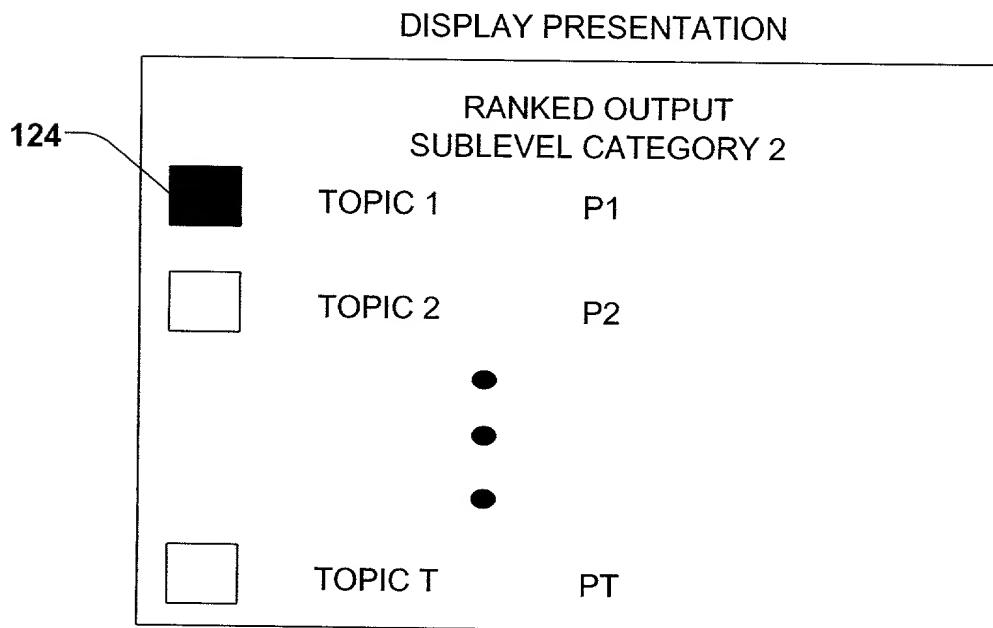 DISPLAY PRESENTATION
RANKED OUTPUT
SUBLEVEL CATEGORY 2
124
TOPIC 1 P1
TOPIC 2 P2
TOPIC T PT